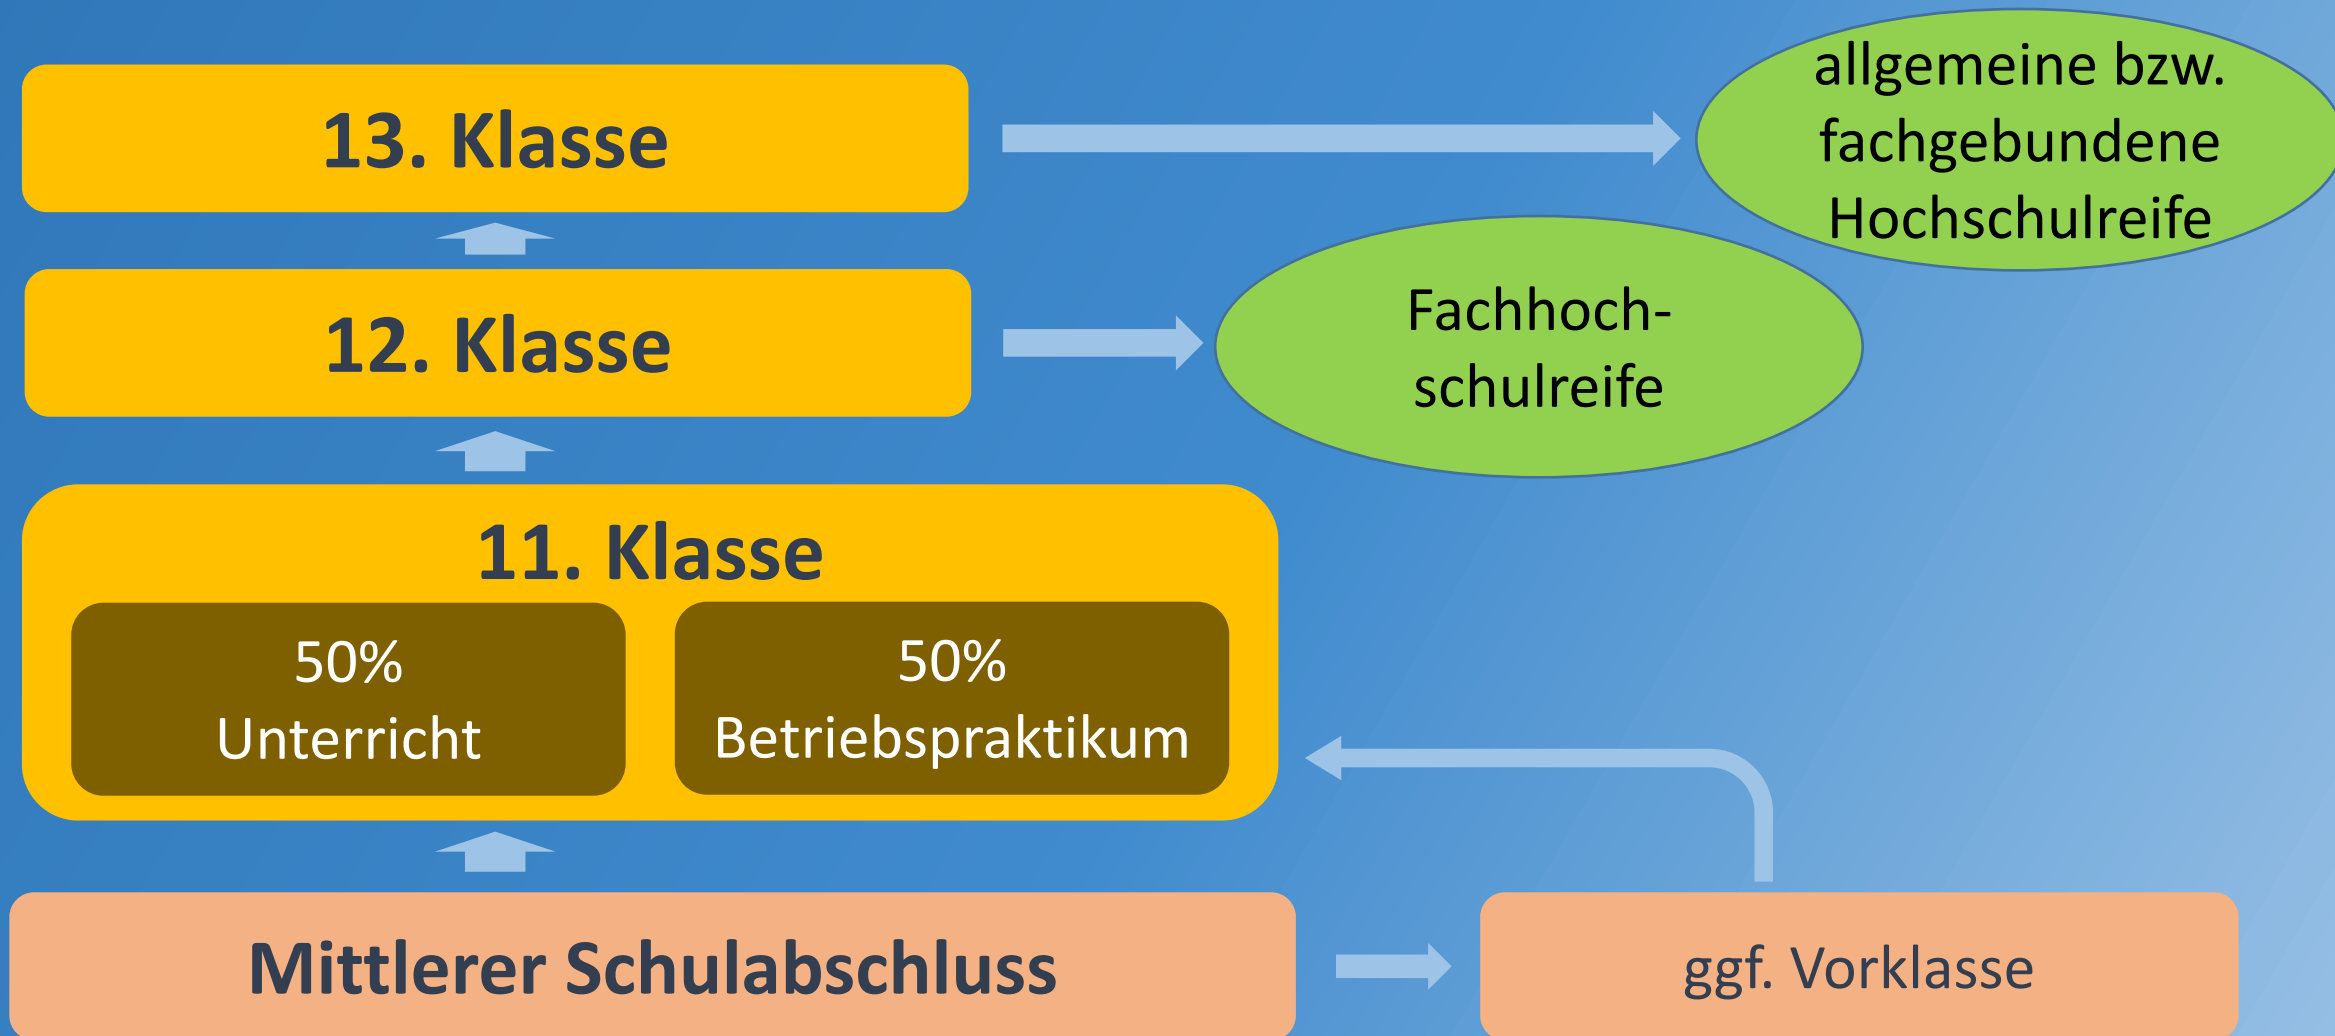 allgemeine bzw.
fachgebundene
Hochschulreife
13. Klasse
Fachhoch-
schulreife
12. Klasse
11. Klasse
50%
Unterricht
50%
Betriebspraktikum
Mittlerer Schulabschluss
ggf. Vorklasse